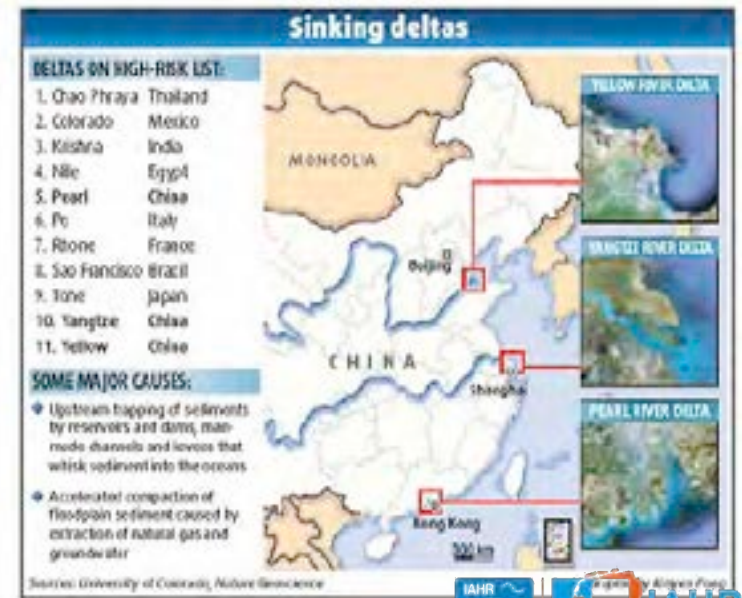 Sinking deltas
DELTAS ON HIGH-RISK LIST:
1. Chao Phraya Thailand
2. Colorado Mexico
3. Krishna India
4. Nile Egypt
5. Pearl China
6. Po Italy
7. Rhone France
8. Sao Francisco Brazil
9. Tone Japan
10. Yangtze China
11. Yellow China
SOME MAJOR CAUSES:
Upstream trapping of sediments
by reservoirs and dams, man-
made channels and levees that
whisk sediment into the oceans
Accelerated compaction of
floodplain sediment caused by
extraction of natural gas and
groundwater
MONGOLIA
Beijing
CHINA
Shanghai
Hong Kong
300 km
YELLOW RIVER DELTA
YANGTZE RIVER DELTA
PEARL RIVER DELTA
Sources: University of Colorado, Nature Geoscience
IAHR